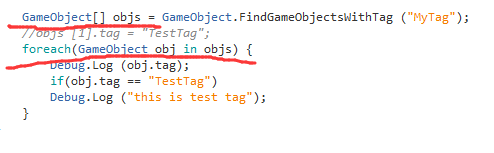 GameObject[] objs = GameObject.FindGameObjectsWithTag ("MyTag");
//objs [1].tag = "TestTag";
foreach(GameObject obj in objs) {
Debug.Log (obj.tag);
if(obj.tag == "TestTag")
Debug.Log ("this is test tag");
}